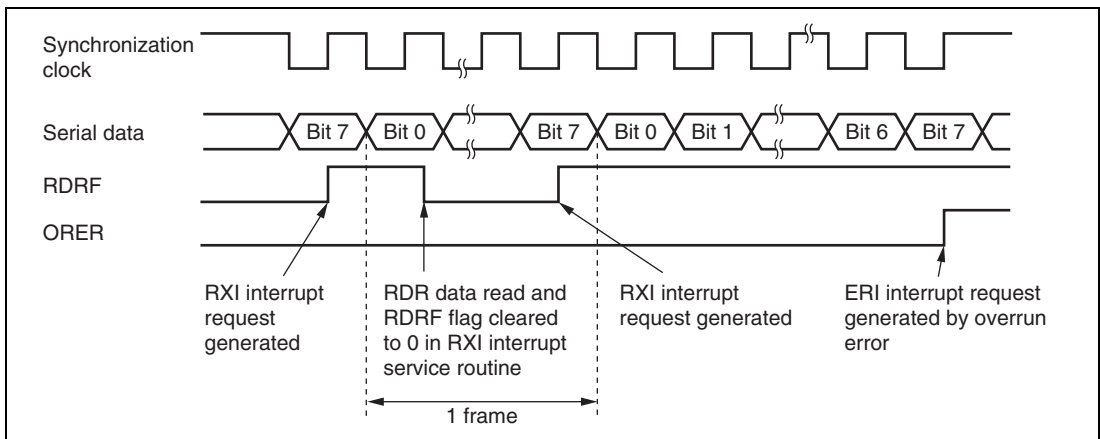 Synchronization
clock
Serial data
Bit 7 Bit 0 Bit 7 Bit 0 Bit 1 Bit 6 Bit 7
RDRF
ORER
RXI interrupt
request
generated
RDR data read and
RDRF flag cleared
to 0 in RXI interrupt
service routine
RXI interrupt
request generated
ERI interrupt request
generated by overrun
error
1 frame